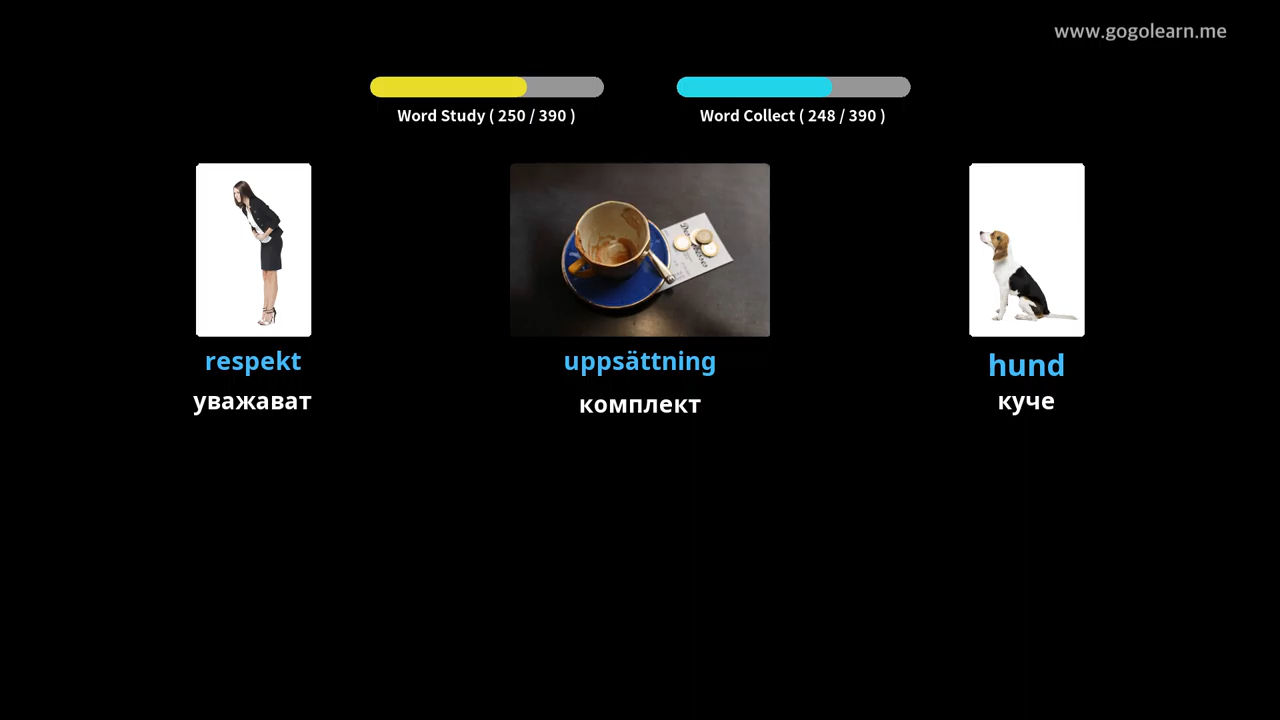 www.gogolearn.me
Word Study ( 250 / 390 )
Word Collect ( 248 / 390 )
respekt
уважават
uppsättning
комплект
hund
куче